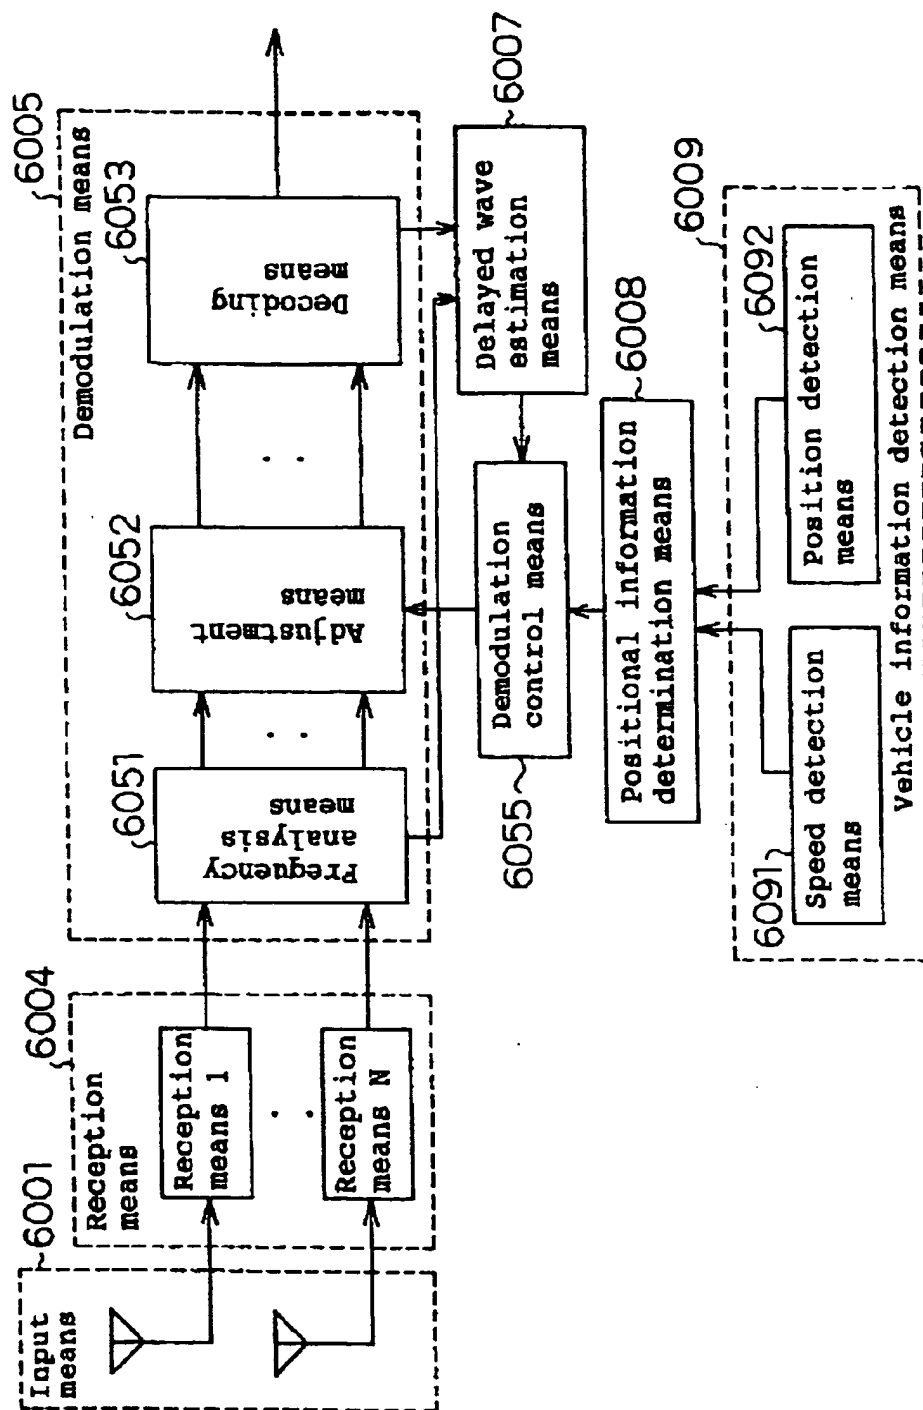 6001
Input
means
6004
Reception
means
Reception
means 1
. .
Reception
means N
6005
Demodulation means
6051
Frequency
analysis
means
. .
6052
Adjustment
means
. .
6053
Decoding
means
6007
Delayed wave
estimation
means
6055
Demodulation
control means
6008
Positional information
determination means
6009
6091
Speed detection
means
6092
Position detection
means
Vehicle information detection means